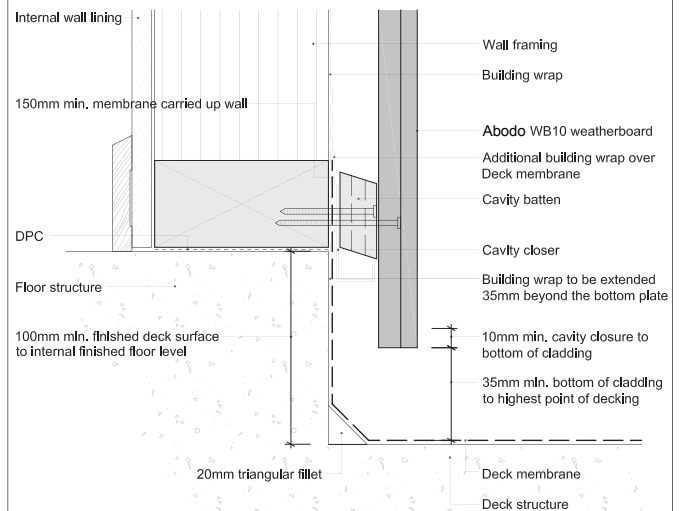 Internal wall lining
150mm min. membrane carried up wall
DPC
Floor structure
100mm min. finished deck surface
to internal finished floor level
20mm triangular fillet
Wall framing
Building wrap
Abodo WB10 weatherboard
Additional building wrap over
Deck membrane
Cavity batten
Cavity closer
Building wrap to be extended
35mm beyond the bottom plate
10mm min. cavity closure to
bottom of cladding
35mm min. bottom of cladding
to highest point of decking
Deck membrane
Deck structure